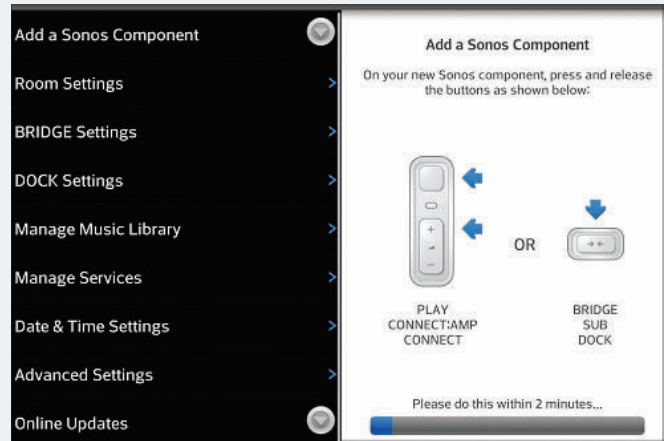 Add a Sonos Component
Room Settings
BRIDGE Settings
DOCK Settings
Manage Music Library
Manage Services
Date & Time Settings
Advanced Settings
Online Updates
Add a Sonos Component
On your new Sonos component, press and release
the buttons as shown below:
+
-
OR
PLAY
CONNECT:AMP
CONNECT
BRIDGE
SUB
DOCK
Please do this within 2 minutes...